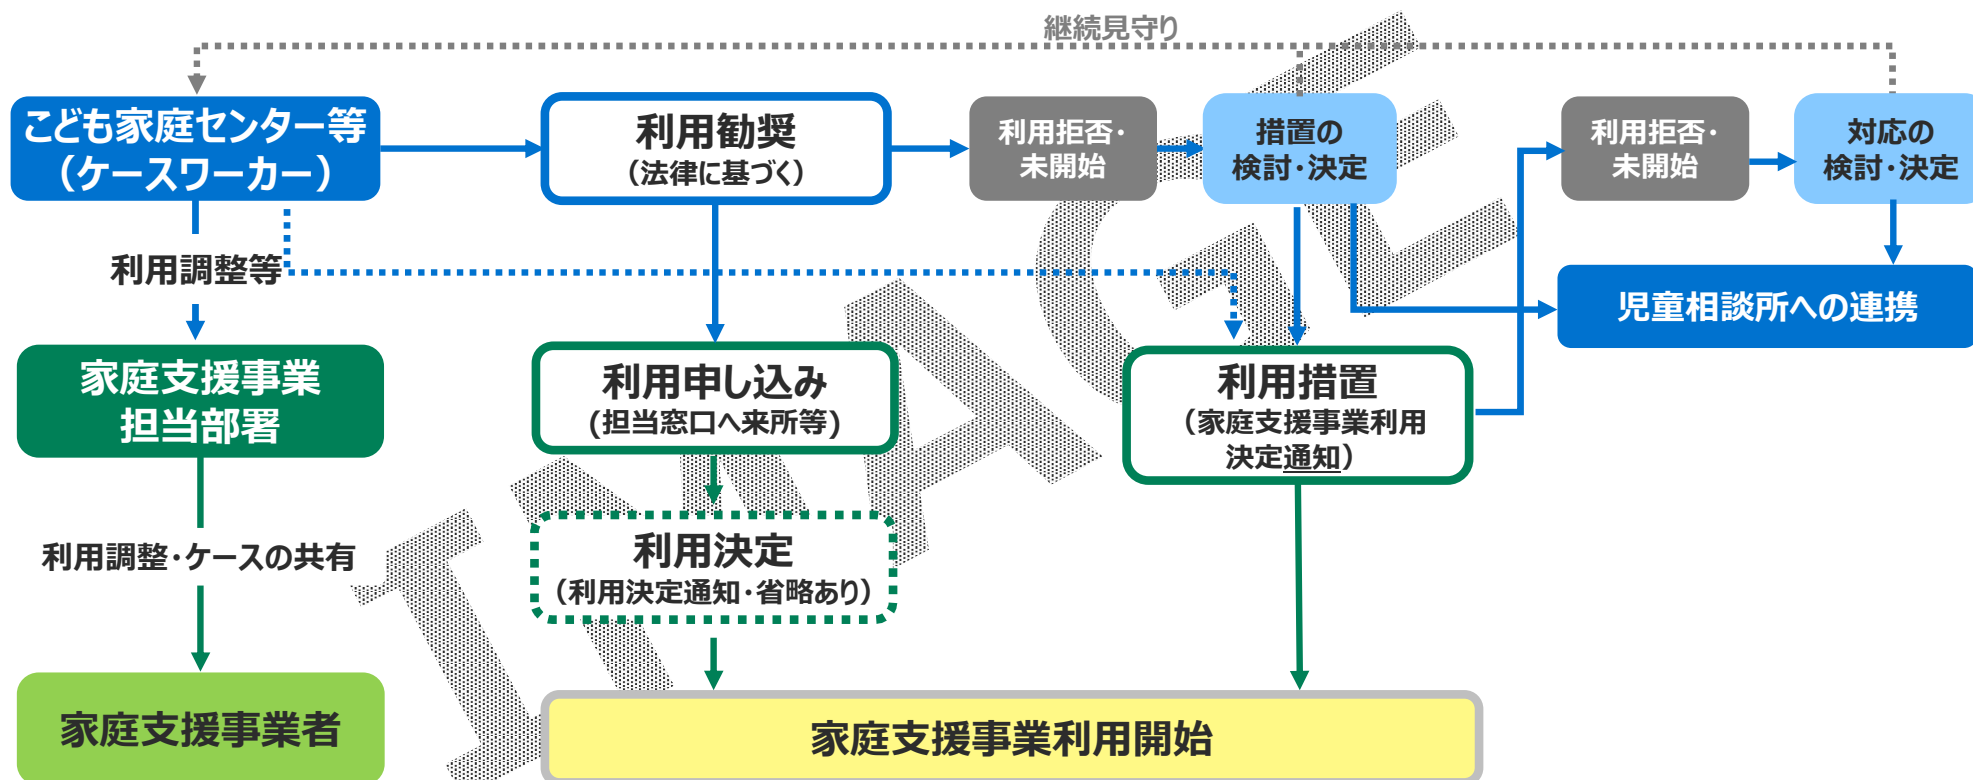 継続見守り
こども家庭センター等
（ケースワーカー）
利用勧奨
（法律に基づく）
利用拒否・
未開始
措置の
検討・決定
利用拒否・
未開始
対応の
検討・決定
利用調整等
児童相談所への連携
家庭支援事業
担当部署
利用申し込み
(担当窓口へ来所等)
利用措置
（家庭支援事業利用
決定通知）
利用調整・ケースの共有
利用決定
（利用決定通知・省略あり）
家庭支援事業者
家庭支援事業利用開始
IMAGE